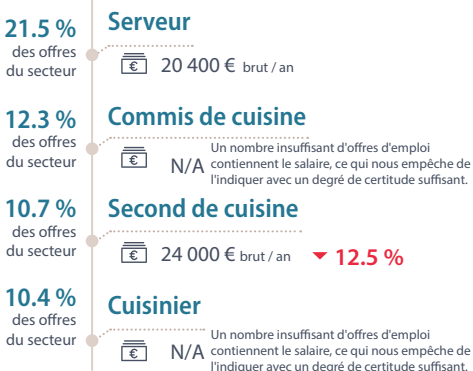 21.5 %
des offres
du secteur
Serveur
€ 20 400 € brut / an
12.3 %
des offres
du secteur
Commis de cuisine
€ N/A
Un nombre insuffisant d'offres d'emploi
contiennent le salaire, ce qui nous empêche de
l'indiquer avec un degré de certitude suffisant.
10.7 %
des offres
du secteur
Second de cuisine
€ 24 000 € brut / an 12.5 %
10.4 %
des offres
du secteur
Cuisinier
€ N/A
Un nombre insuffisant d'offres d'emploi
contiennent le salaire, ce qui nous empêche de
l'indiquer avec un degré de certitude suffisant.